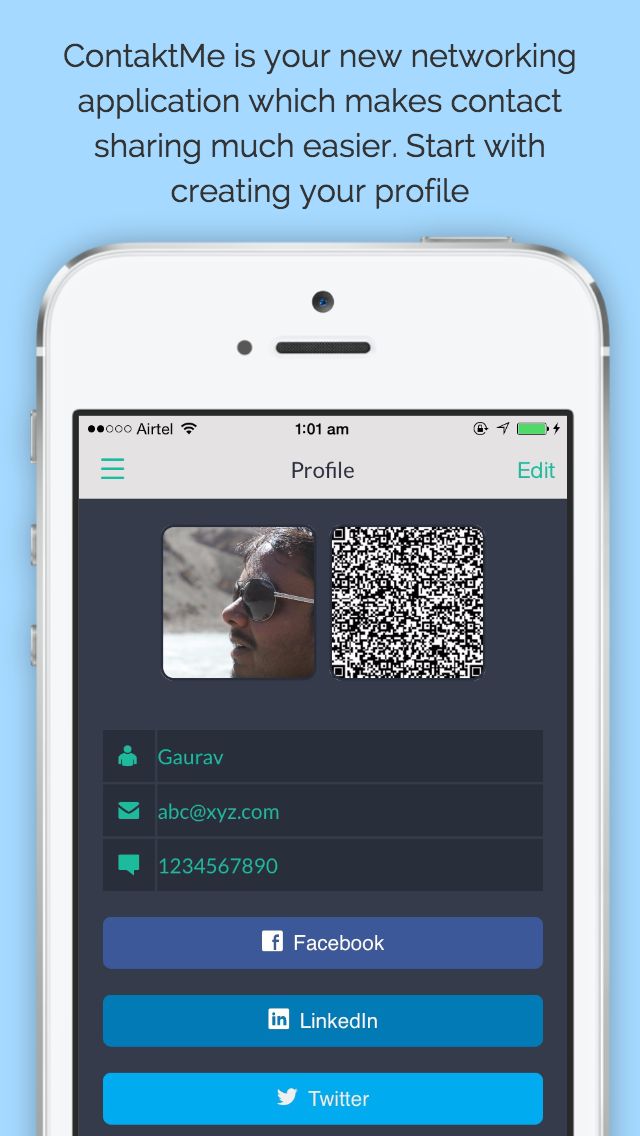 ContaktMe is your new networking
application which makes contact
sharing much easier. Start with
creating your profile
Airtel 1:01 am
Profile Edit
Gaurav
abc@xyz.com
1234567890
Facebook
LinkedIn
Twitter